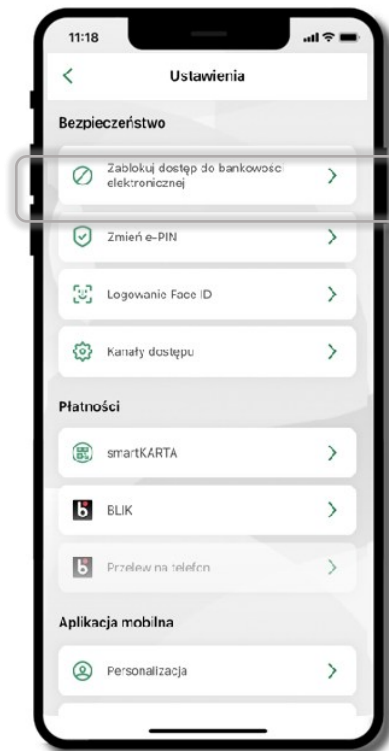 11:18
Ustawienia
Bezpieczeństwo
Zablokuj dostęp do bankowości
elektronicznej
Zmień e-PIN
Logowanie Face ID
Kanały dostępu
Płatności
smartKARTA
BLIK
Przelew na telefon
Aplikacja mobilna
Personalizacja